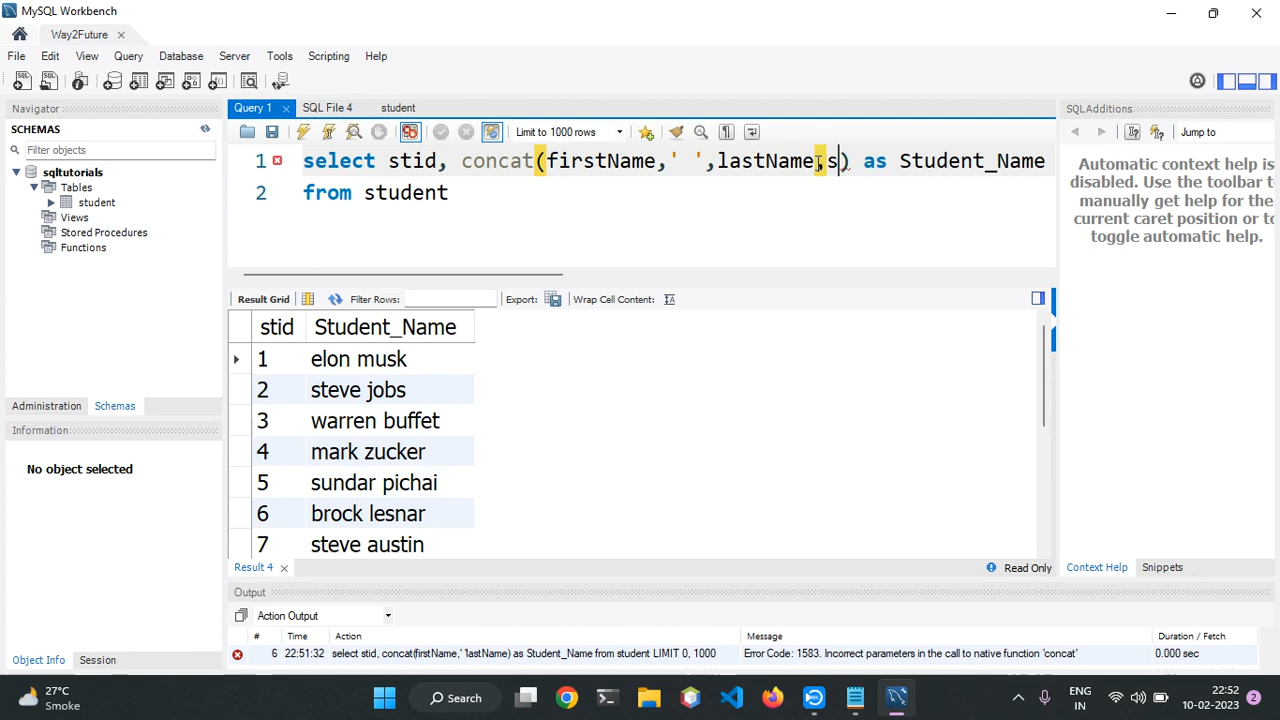 MySQL Workbench
Way2Future
File Edit View Query Database Server Tools Scripting Help
Navigator
SCHEMAS
Filter objects
sqltutorials
Tables
student
Views
Stored Procedures
Functions
Administration Schemas
Information
No object selected
Object Info Session
Query 1 SQL File 4 student
Limit to 1000 rows
1 select stid, concat(firstName,' ',lastName,s) as Student_Name
2 from student
Result Grid Filter Rows: Export: Wrap Cell Content:
stid Student_Name
1 elon musk
2 steve jobs
3 warren buffet
4 mark zucker
5 sundar pichai
6 brock lesnar
7 steve austin
Result 4 Read Only
SQLAdditions
Jump to
Automatic context help is
disabled. Use the toolbar t
manually get help for the
current caret position or to
toggle automatic help.
Context Help Snippets
Output
Action Output
# Time Action Message Duration / Fetch
6 22:51:32 select stid, concat(firstName,' 'lastName) as Student_Name from student LIMIT 0, 1000 Error Code: 1583. Incorrect parameters in the call to native function 'concat' 0.000 sec
27°C
Smoke
Search
ENG
IN
22:52
10-02-2023
2